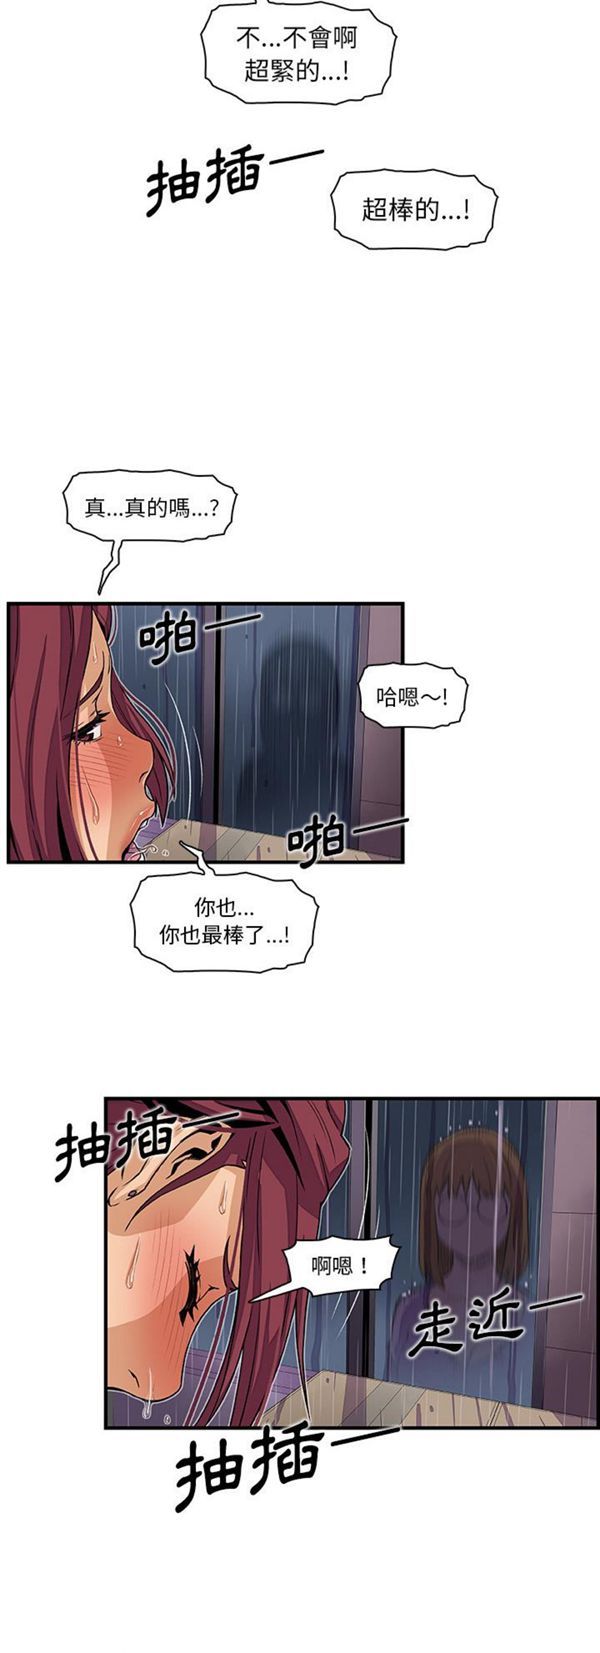 不...不會啊
超緊的...!
抽插一
超棒的...!
真...真的嗎...?
啪一
哈嗯～!
啪一
你也...
你也最棒了...!
抽插一
啊嗯！
走近一
抽插一